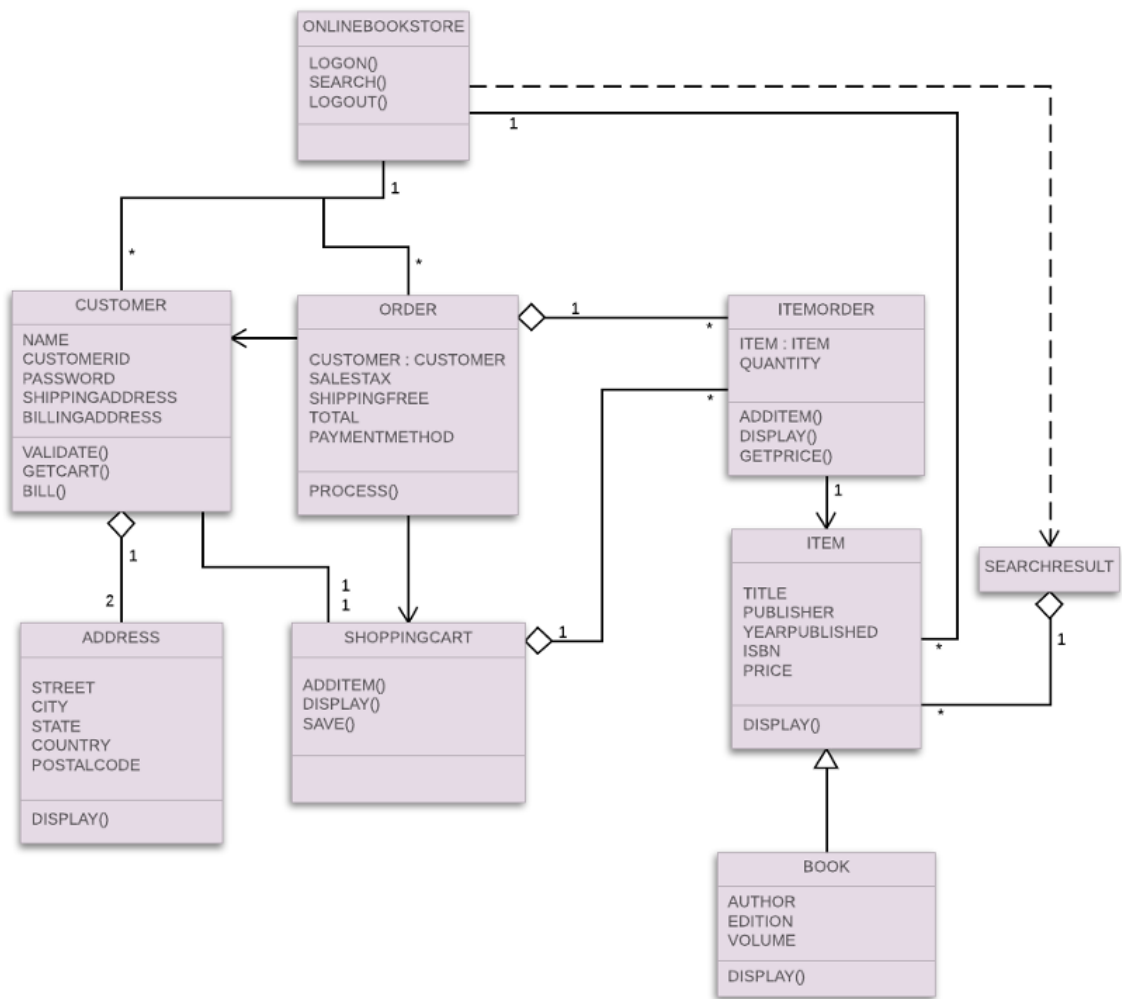 ONLINEBOOKSTORE
LOGON()
SEARCH()
LOGOUT()
1
1
*
*
CUSTOMER
NAME
CUSTOMERID
PASSWORD
SHIPPINGADDRESS
BILLINGADDRESS
VALIDATE()
GETCART()
BILL()
ORDER
CUSTOMER : CUSTOMER
SALESTAX
SHIPPINGFREE
TOTAL
PAYMENTMETHOD
PROCESS()
1
*
*
ITEMORDER
ITEM : ITEM
QUANTITY
ADDITEM()
DISPLAY()
GETPRICE()
1
1
2
1
1
ADDRESS
STREET
CITY
STATE
COUNTRY
POSTALCODE
DISPLAY()
SHOPPINGCART
ADDITEM()
DISPLAY()
SAVE()
1
ITEM
TITLE
PUBLISHER
YEARPUBLISHED
ISBN
PRICE
DISPLAY()
*
*
SEARCHRESULT
1
BOOK
AUTHOR
EDITION
VOLUME
DISPLAY()